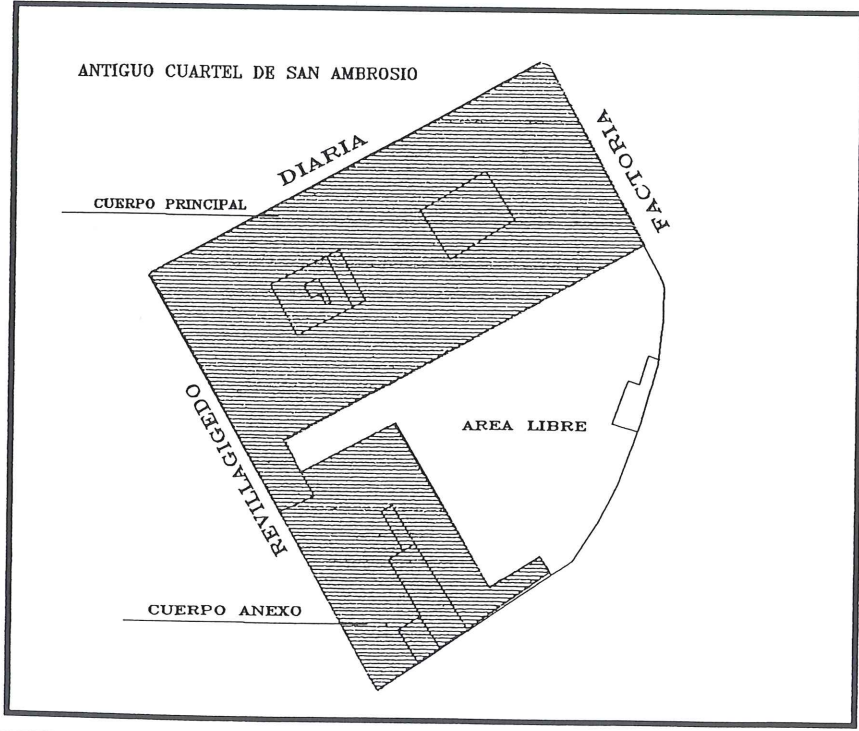 ANTIGUO CUARTEL DE SAN AMBROSIO
DIARIA
FACTORIA
CUERPO PRINCIPAL
REVILLAGIGEDO
AREA LIBRE
CUERPO ANEXO